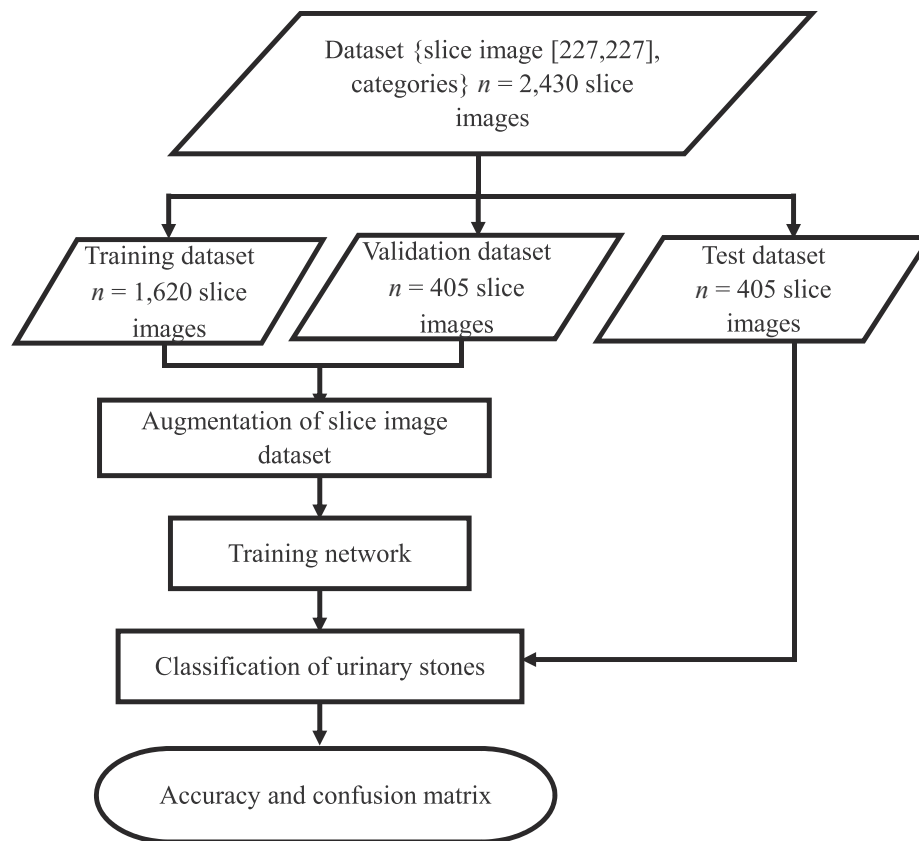 Dataset {slice image [227,227],
categories} n = 2,430 slice
images
Training dataset
n = 1,620 slice
images
Validation dataset
n = 405 slice
images
Test dataset
n = 405 slice
images
Augmentation of slice image
dataset
Training network
Classification of urinary stones
Accuracy and confusion matrix